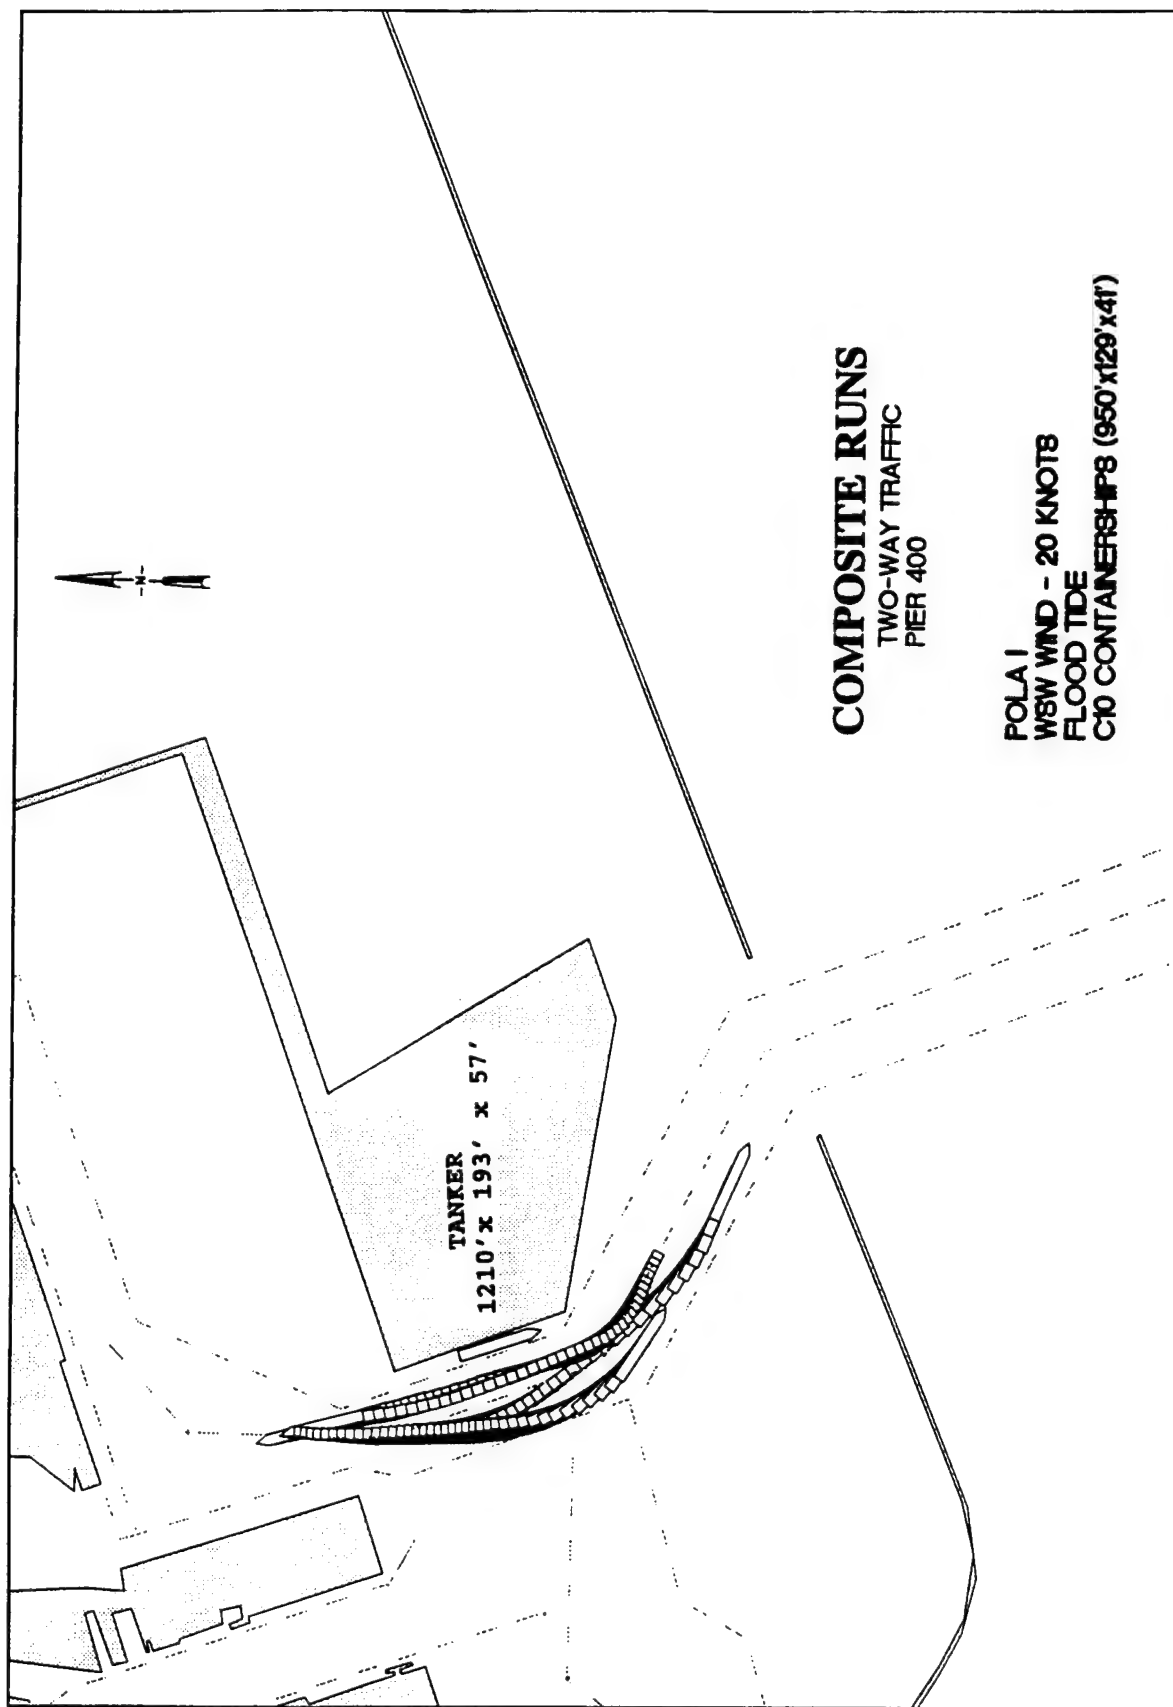 -N-
TANKER
1210'x 193' x 57'
COMPOSITE RUNS
TWO-WAY TRAFFIC
PIER 400
POLA I
WSW WIND - 20 KNOTS
FLOOD TIDE
C10 CONTAINERSHIPS (950'x129'x41')